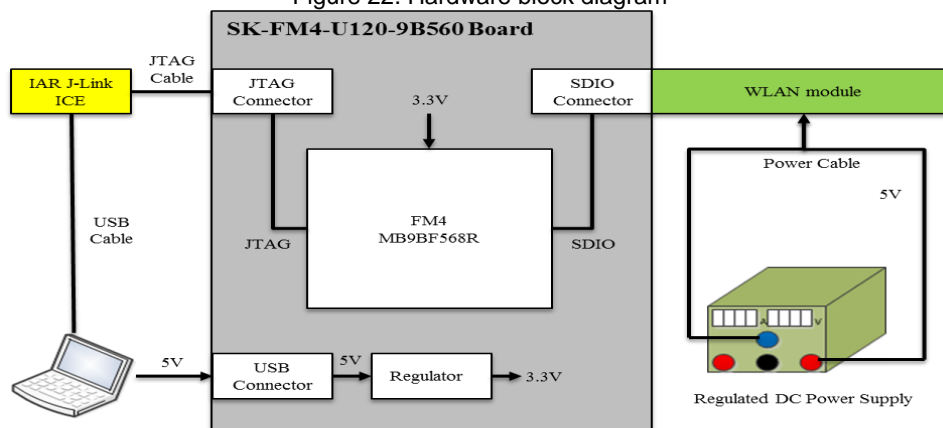 Figure 22. Hardware block diagram
SK-FM4-U120-9B560 Board
JTAG
Cable
IAR J-Link
ICE
JTAG
Connector
3.3V
SDIO
Connector
WLAN module
Power Cable
5V
USB
Cable
JTAG
FM4
MB9BF568R
SDIO
A
V
5V
USB
Connector
5V
Regulator
3.3V
Regulated DC Power Supply